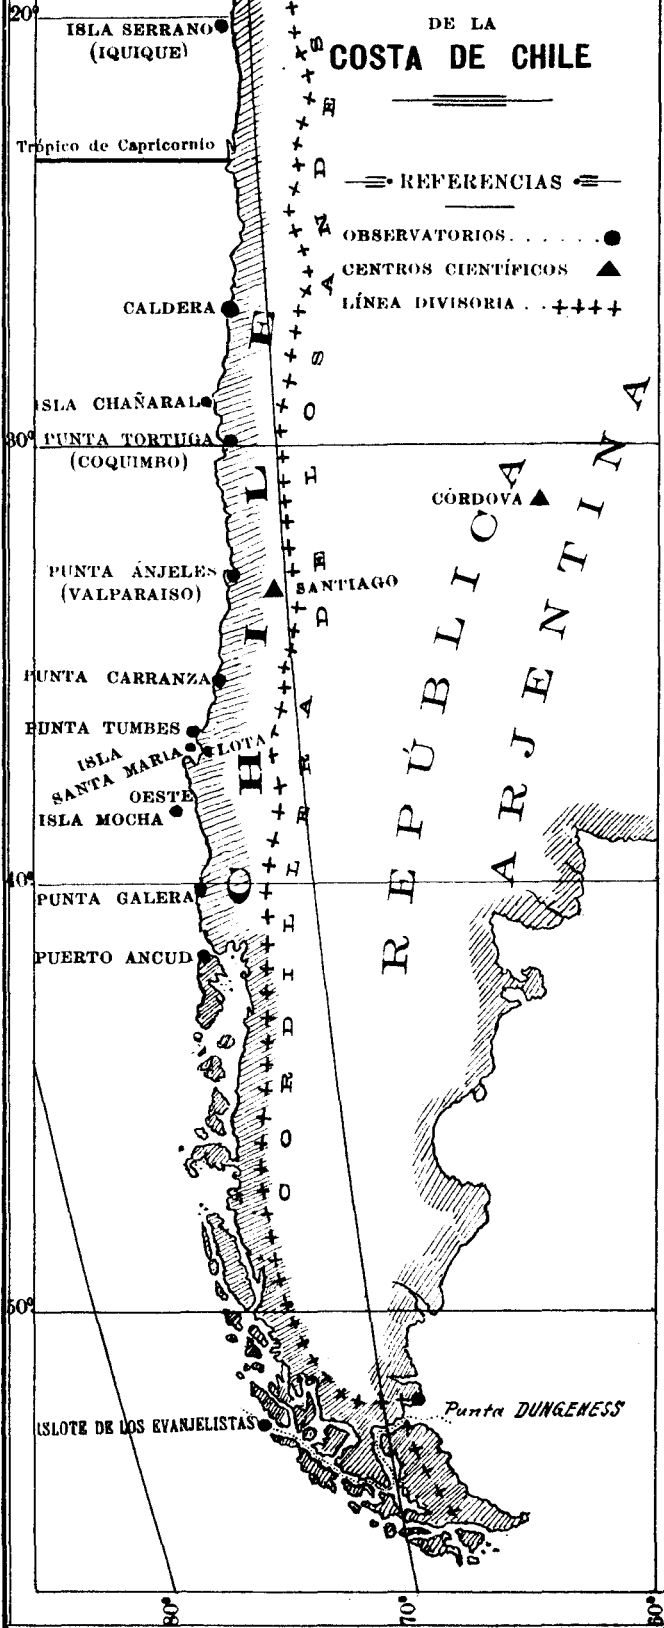 DE LA
COSTA DE CHILE
REFERENCIAS
OBSERVATORIOS. . . . . . .
CENTROS CIENTÍFICOS
LÍNEA DIVISORIA . . ++++
20°
ISLA SERRANO
(IQUIQUE)
Trópico de Capricornio
CALDERA
ISLA CHAÑARAL
30°
PUNTA TORTUGA
(COQUIMBO)
CÓRDOVA
PUNTA ÁNJELES
(VALPARAISO)
SANTIAGO
PUNTA CARRANZA
PUNTA TUMBES
ISLA
SANTA MARIA
LOTA
OESTE
ISLA MOCHA
40°
PUNTA GALERA
PUERTO ANCUD
CHILE
CORDILLERA DE LOS ANDES
REPÚBLICA
ARJENTINA
50°
ISLOTE DE LOS EVANJELISTAS
Punta DUNGENESS
80°
70°
60°